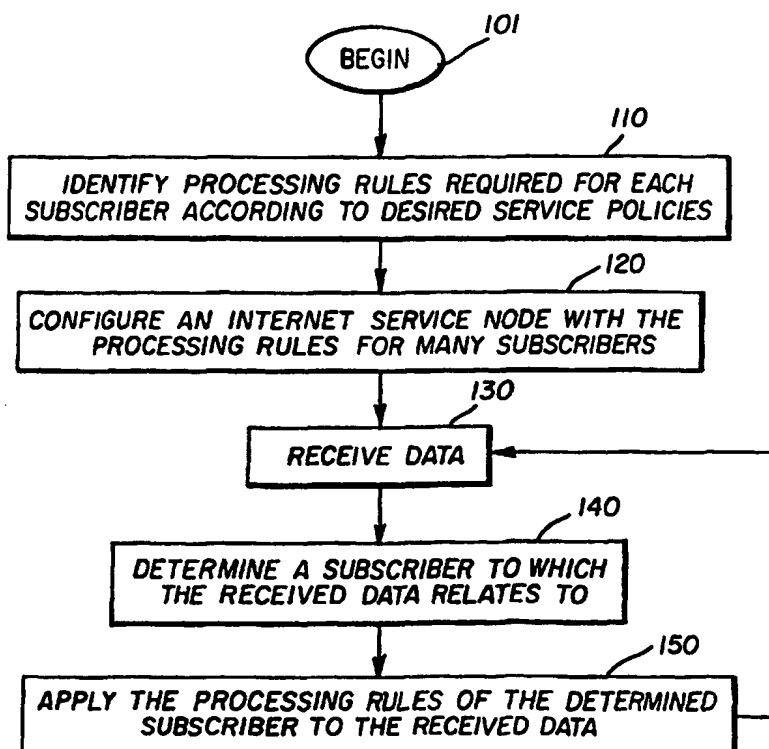 101
BEGIN
110
IDENTIFY PROCESSING RULES REQUIRED FOR EACH
SUBSCRIBER ACCORDING TO DESIRED SERVICE POLICIES
120
CONFIGURE AN INTERNET SERVICE NODE WITH THE
PROCESSING RULES FOR MANY SUBSCRIBERS
130
RECEIVE DATA
140
DETERMINE A SUBSCRIBER TO WHICH
THE RECEIVED DATA RELATES TO
150
APPLY THE PROCESSING RULES OF THE DETERMINED
SUBSCRIBER TO THE RECEIVED DATA